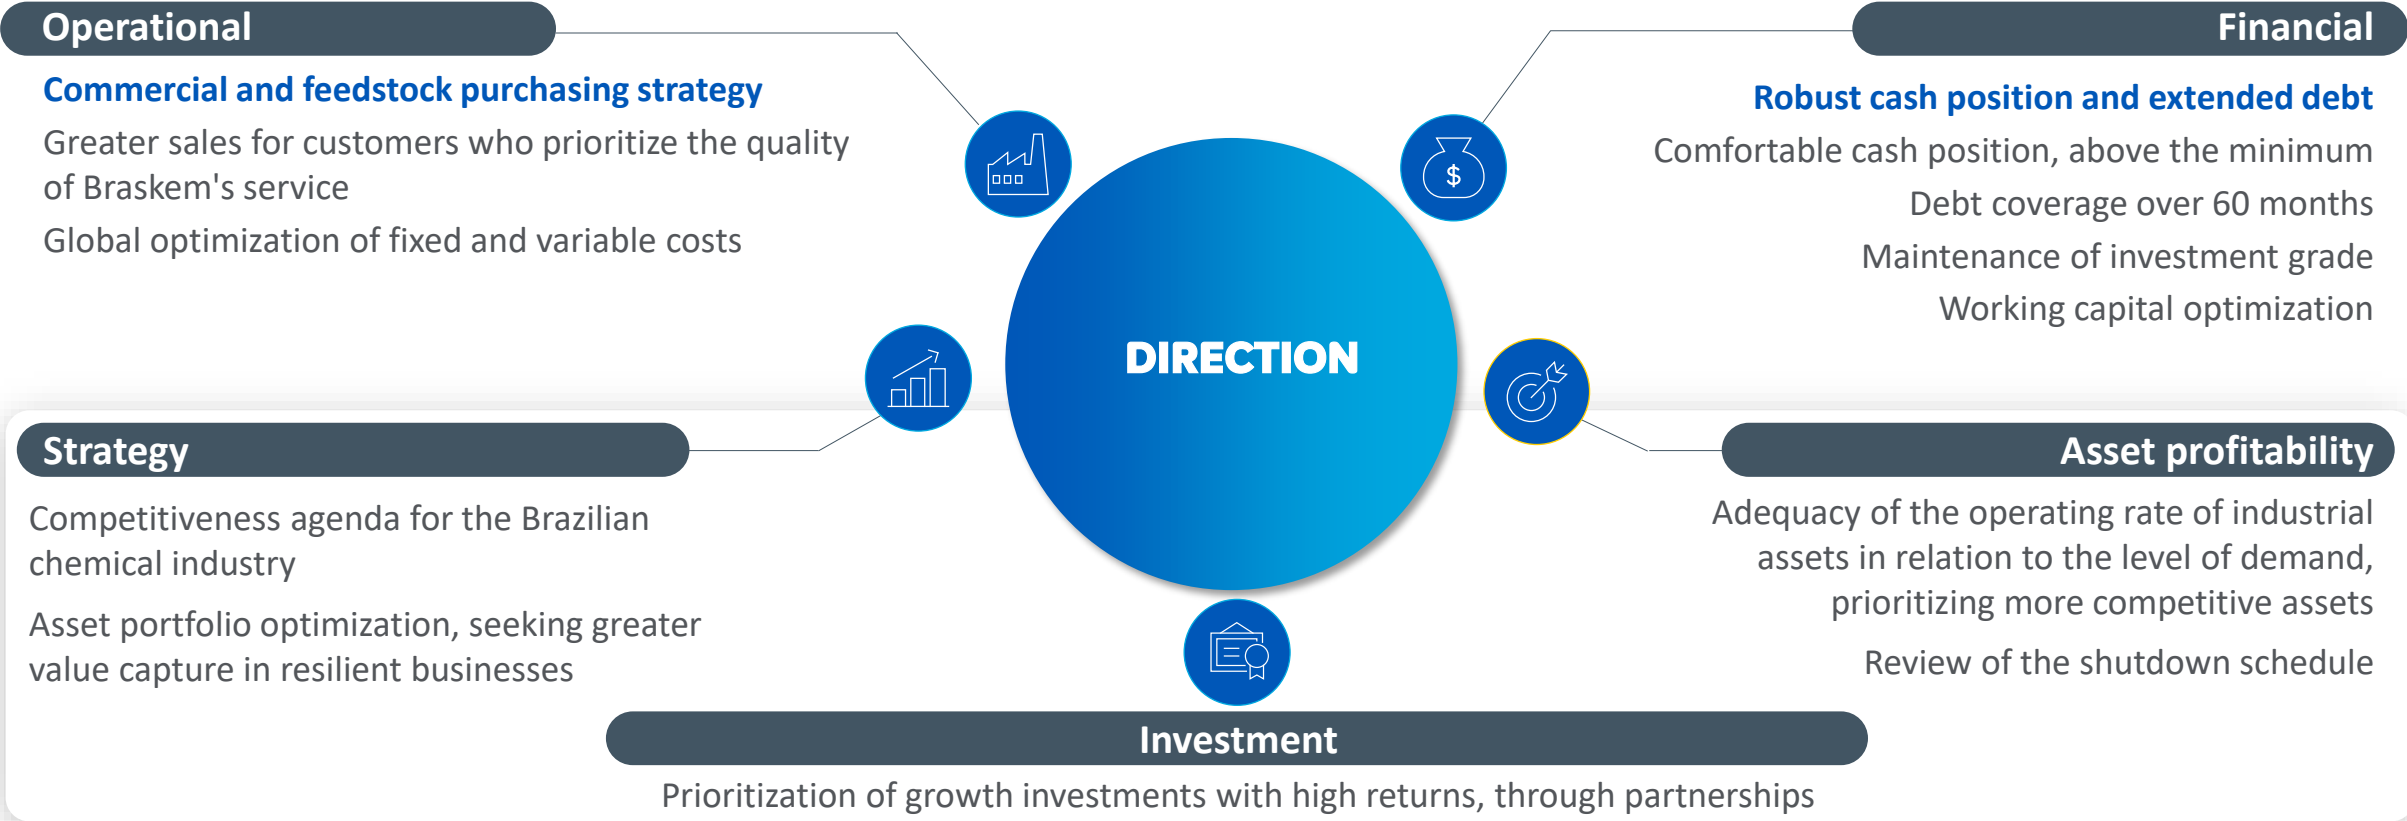 Operational
Commercial and feedstock purchasing strategy
Greater sales for customers who prioritize the quality
of Braskem's service
Global optimization of fixed and variable costs
Financial
Robust cash position and extended debt
Comfortable cash position, above the minimum
Debt coverage over 60 months
Maintenance of investment grade
Working capital optimization
$
DIRECTION
Strategy
Competitiveness agenda for the Brazilian
chemical industry
Asset portfolio optimization, seeking greater
value capture in resilient businesses
Asset profitability
Adequacy of the operating rate of industrial
assets in relation to the level of demand,
prioritizing more competitive assets
Review of the shutdown schedule
Investment
Prioritization of growth investments with high returns, through partnerships